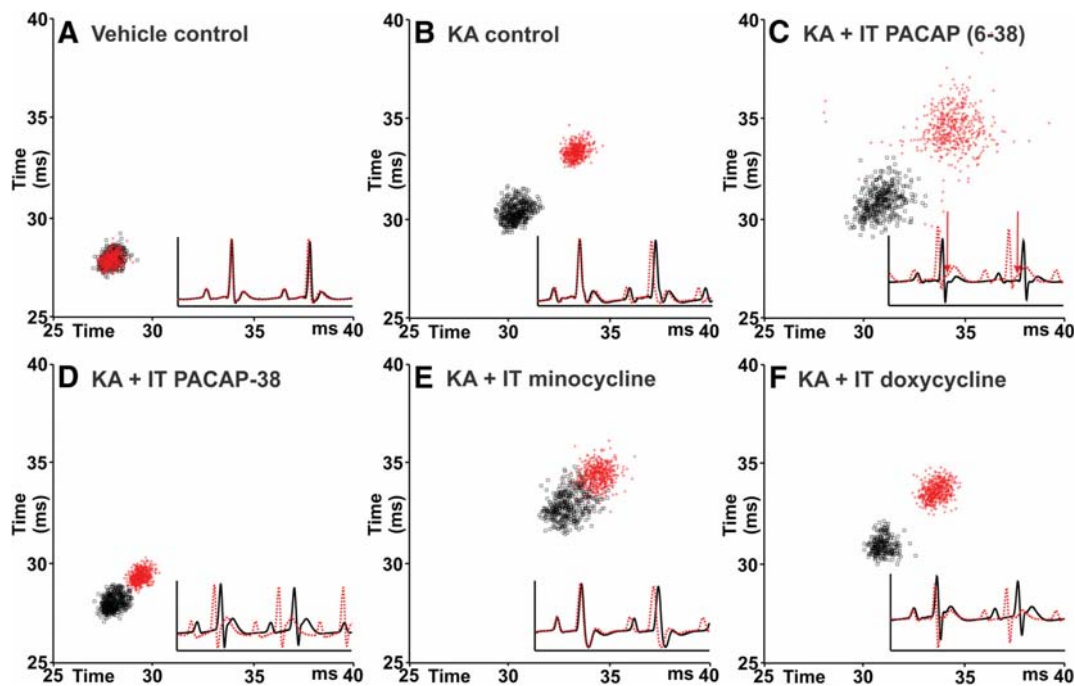 A Vehicle control
40
35
Time (ms)
30
25
25 Time 30 35 ms 40
B KA control
40
35
Time (ms)
30
25
25 Time 30 35 ms 40
C KA + IT PACAP (6-38)
40
35
Time (ms)
30
25
25 Time 30 35 ms 40
D KA + IT PACAP-38
40
35
Time (ms)
30
25
25 Time 30 35 ms 40
E KA + IT minocycline
40
35
Time (ms)
30
25
25 Time 30 35 ms 40
F KA + IT doxycycline
40
35
Time (ms)
30
25
25 Time 30 35 ms 40